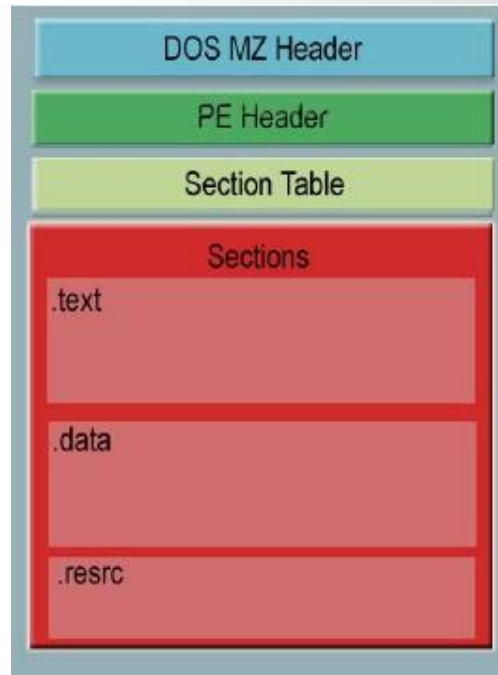 DOS MZ Header
PE Header
Section Table
Sections
.text
.data
.resrc